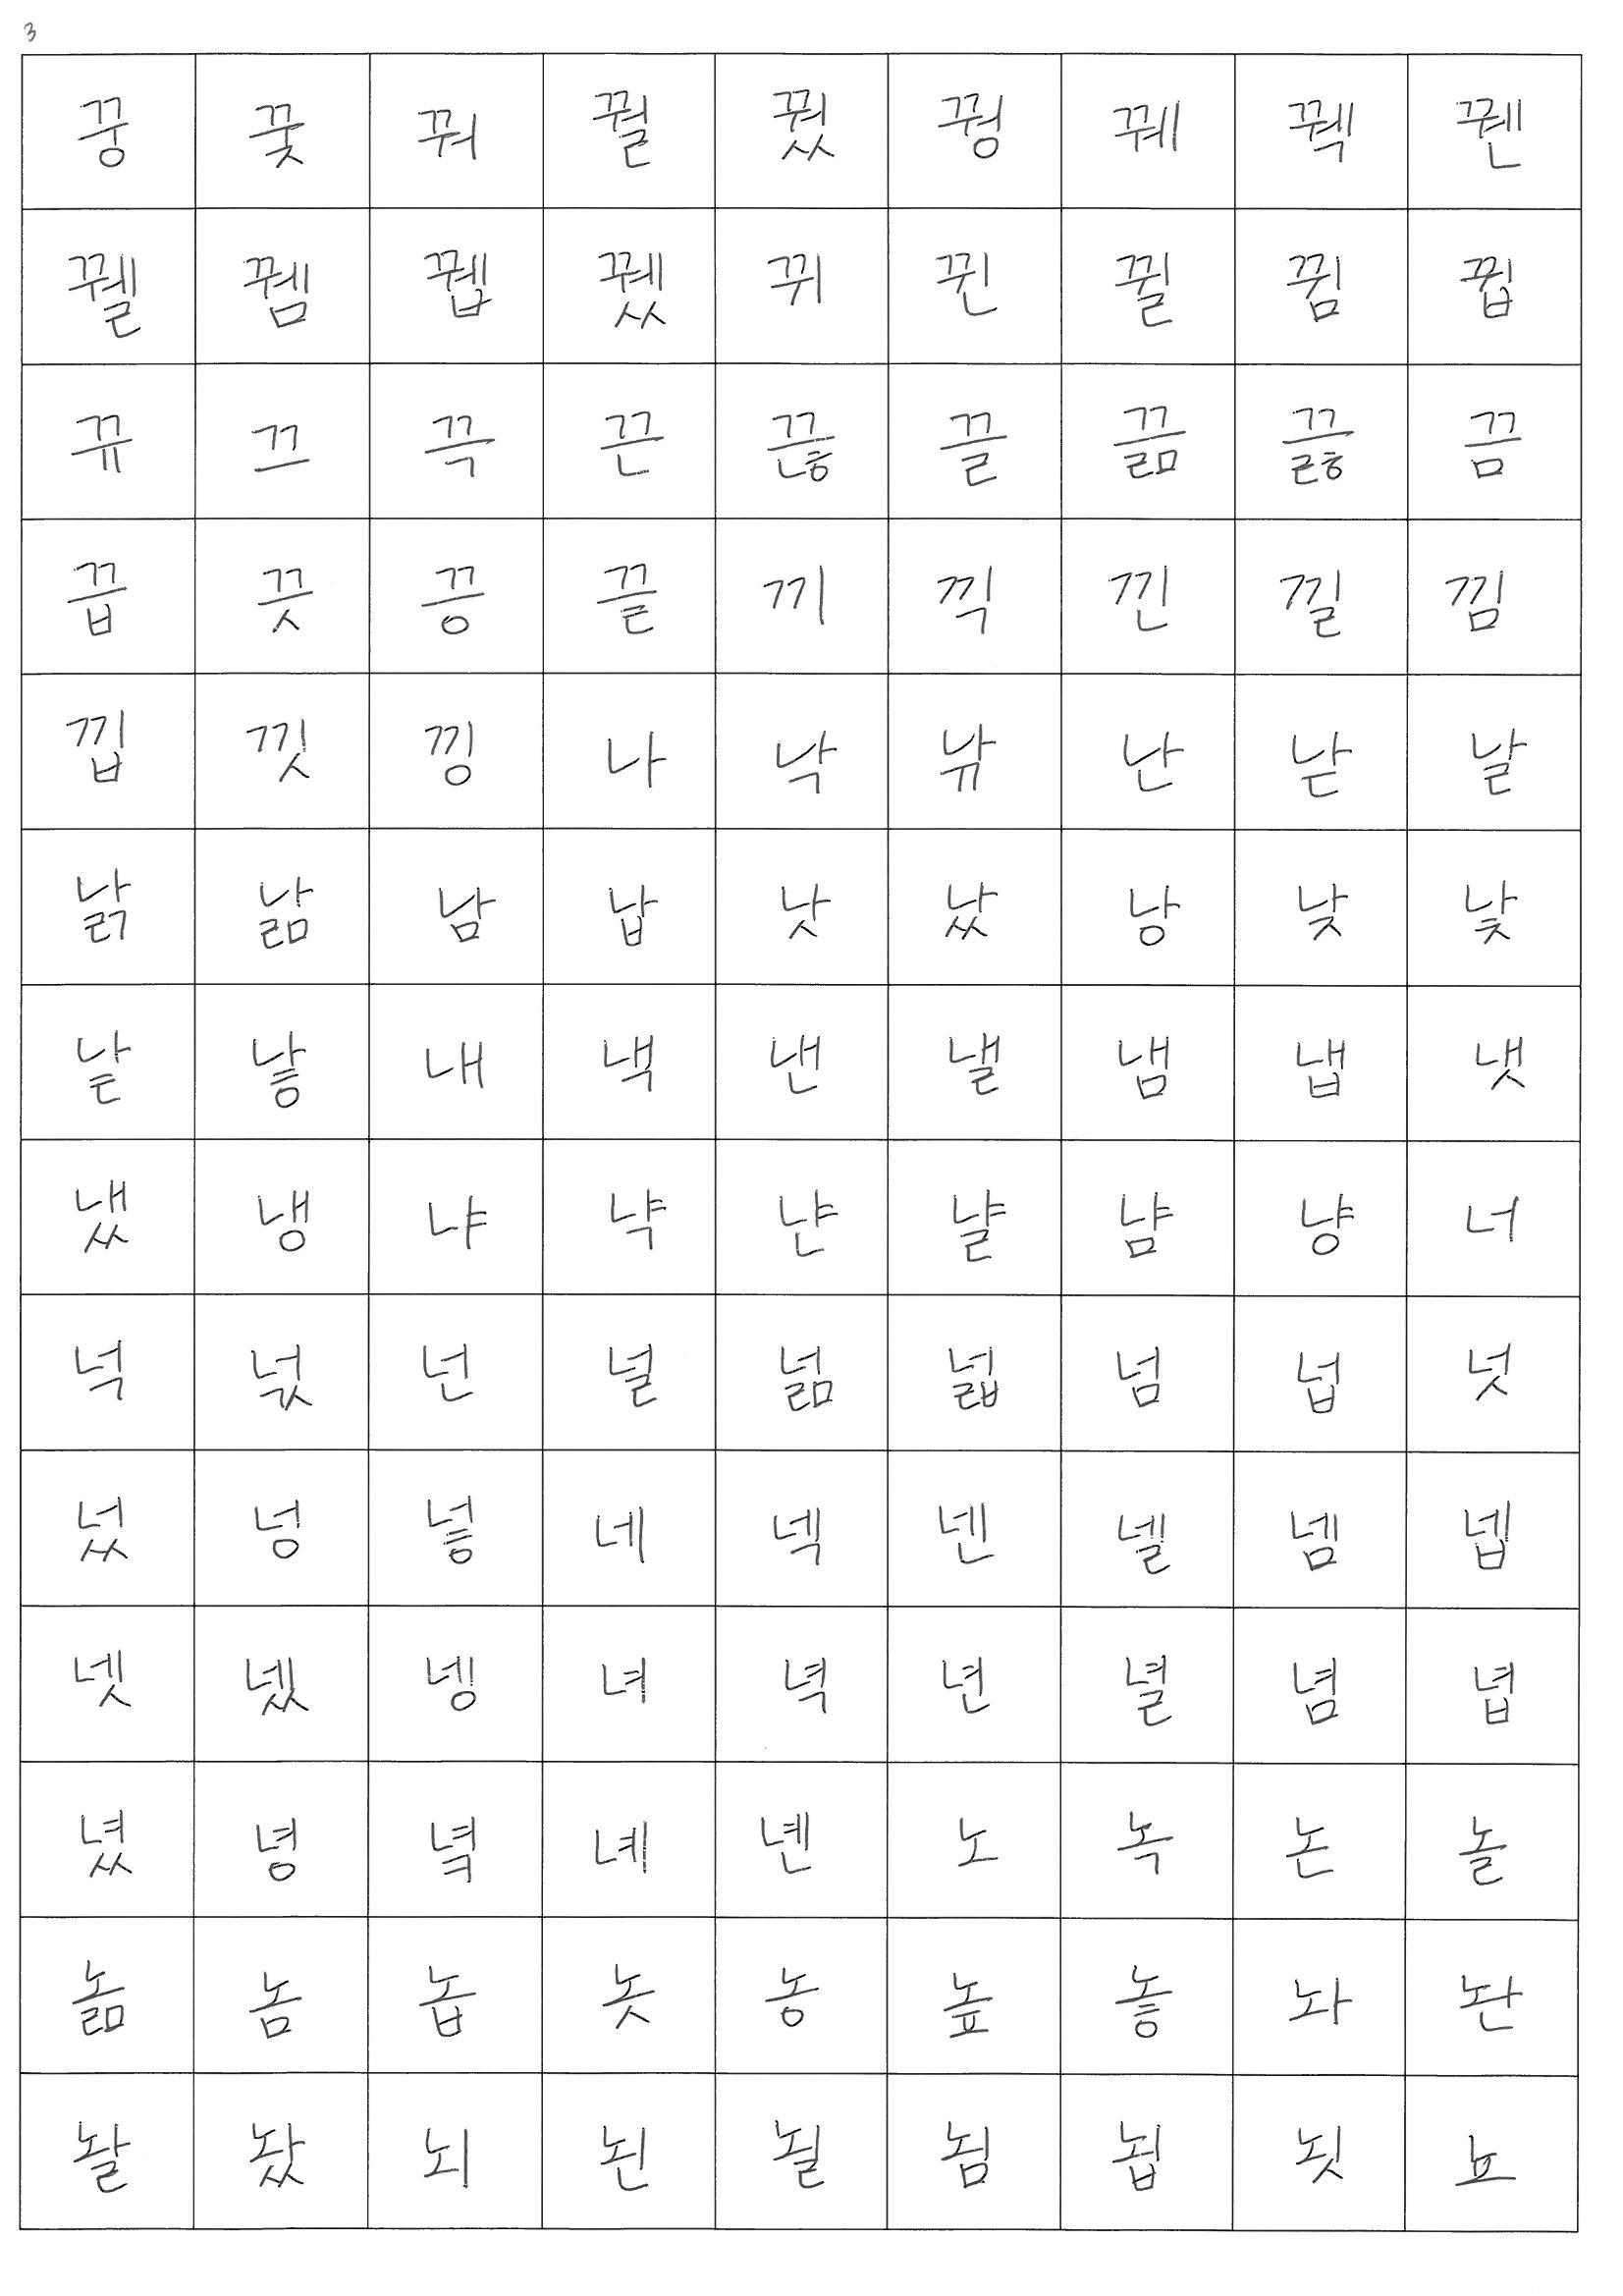 3
꿍 꿎 꿔 꿜 꿨 꿩 꿰 꿱 뀐
뀔 뀀 뀁 뀄 뀌 뀐 뀔 뀜 뀝
뀨 끄 끅 끈 끊 끌 끎 끓 끔
끕 끗 끙 끝 끼 끽 낀 낄 낌
낍 낏 낑 나 낙 낚 난 낟 날
낡 낢 남 납 낫 났 낭 낮 낯
낱 낳 내 낵 낸 낼 냄 냅 냇
냈 냉 냐 냑 냔 냘 냠 냥 너
넉 넋 넌 널 넒 넓 넘 넙 넛
넜 넝 넣 네 넥 넨 넬 넴 넵
넷 넸 넹 녀 녁 년 녈 념 녑
녔 녕 녘 녜 녠 노 녹 논 놀
놂 놈 놉 놋 농 높 놓 놔 놘
놜 놨 뇌 뇐 뇔 뇜 뇝 뇟 뇨